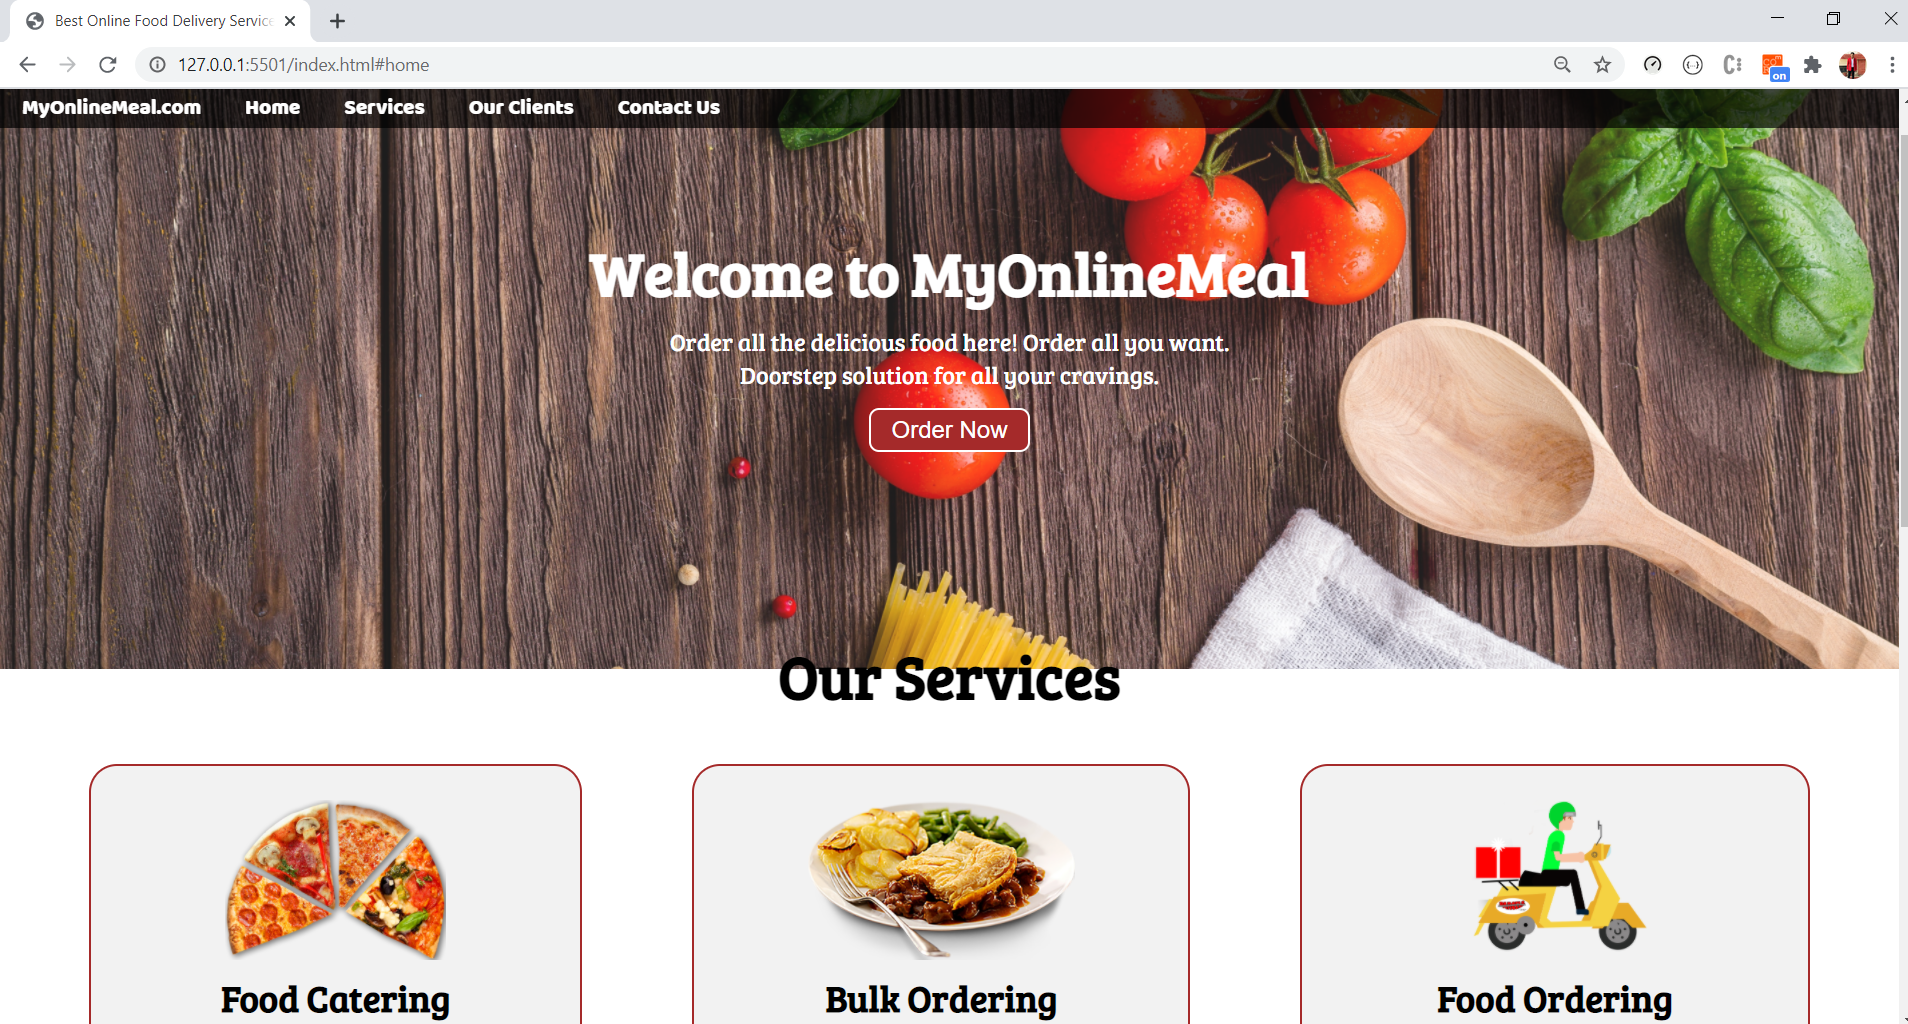 Best Online Food Delivery Service
127.0.0.1:5501/index.html#home
on
MyOnlineMeal.com Home Services Our Clients Contact Us
Welcome to MyOnlineMeal
Order all the delicious food here! Order all you want.
Doorstep solution for all your cravings.
Order Now
Our Services
Food Catering
Bulk Ordering
Food Ordering